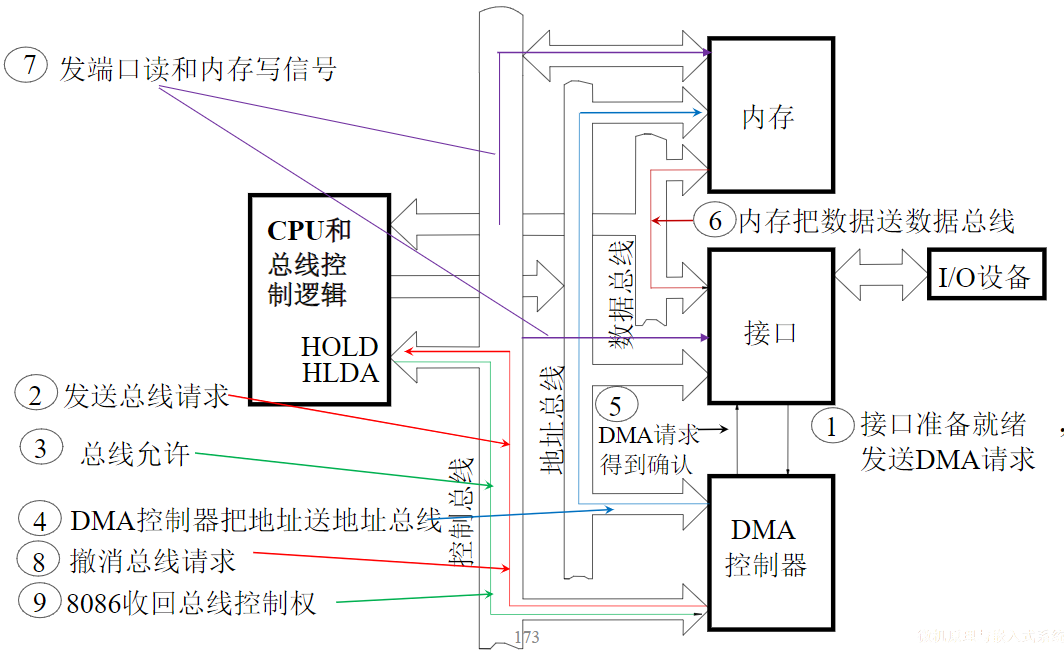 ⑦ 发端口读和内存写信号
内存
CPU和
总线控
制逻辑
HOLD
HLDA
⑥ 内存把数据送数据总线
数据总线
接口
I/O设备
② 发送总线请求
③ 总线允许
地址总线
⑤
DMA请求
得到确认
① 接口准备就绪，
发送DMA请求
控制总线
④ DMA控制器把地址送地址总线
DMA
控制器
⑧ 撤消总线请求
⑨ 8086收回总线控制权
173